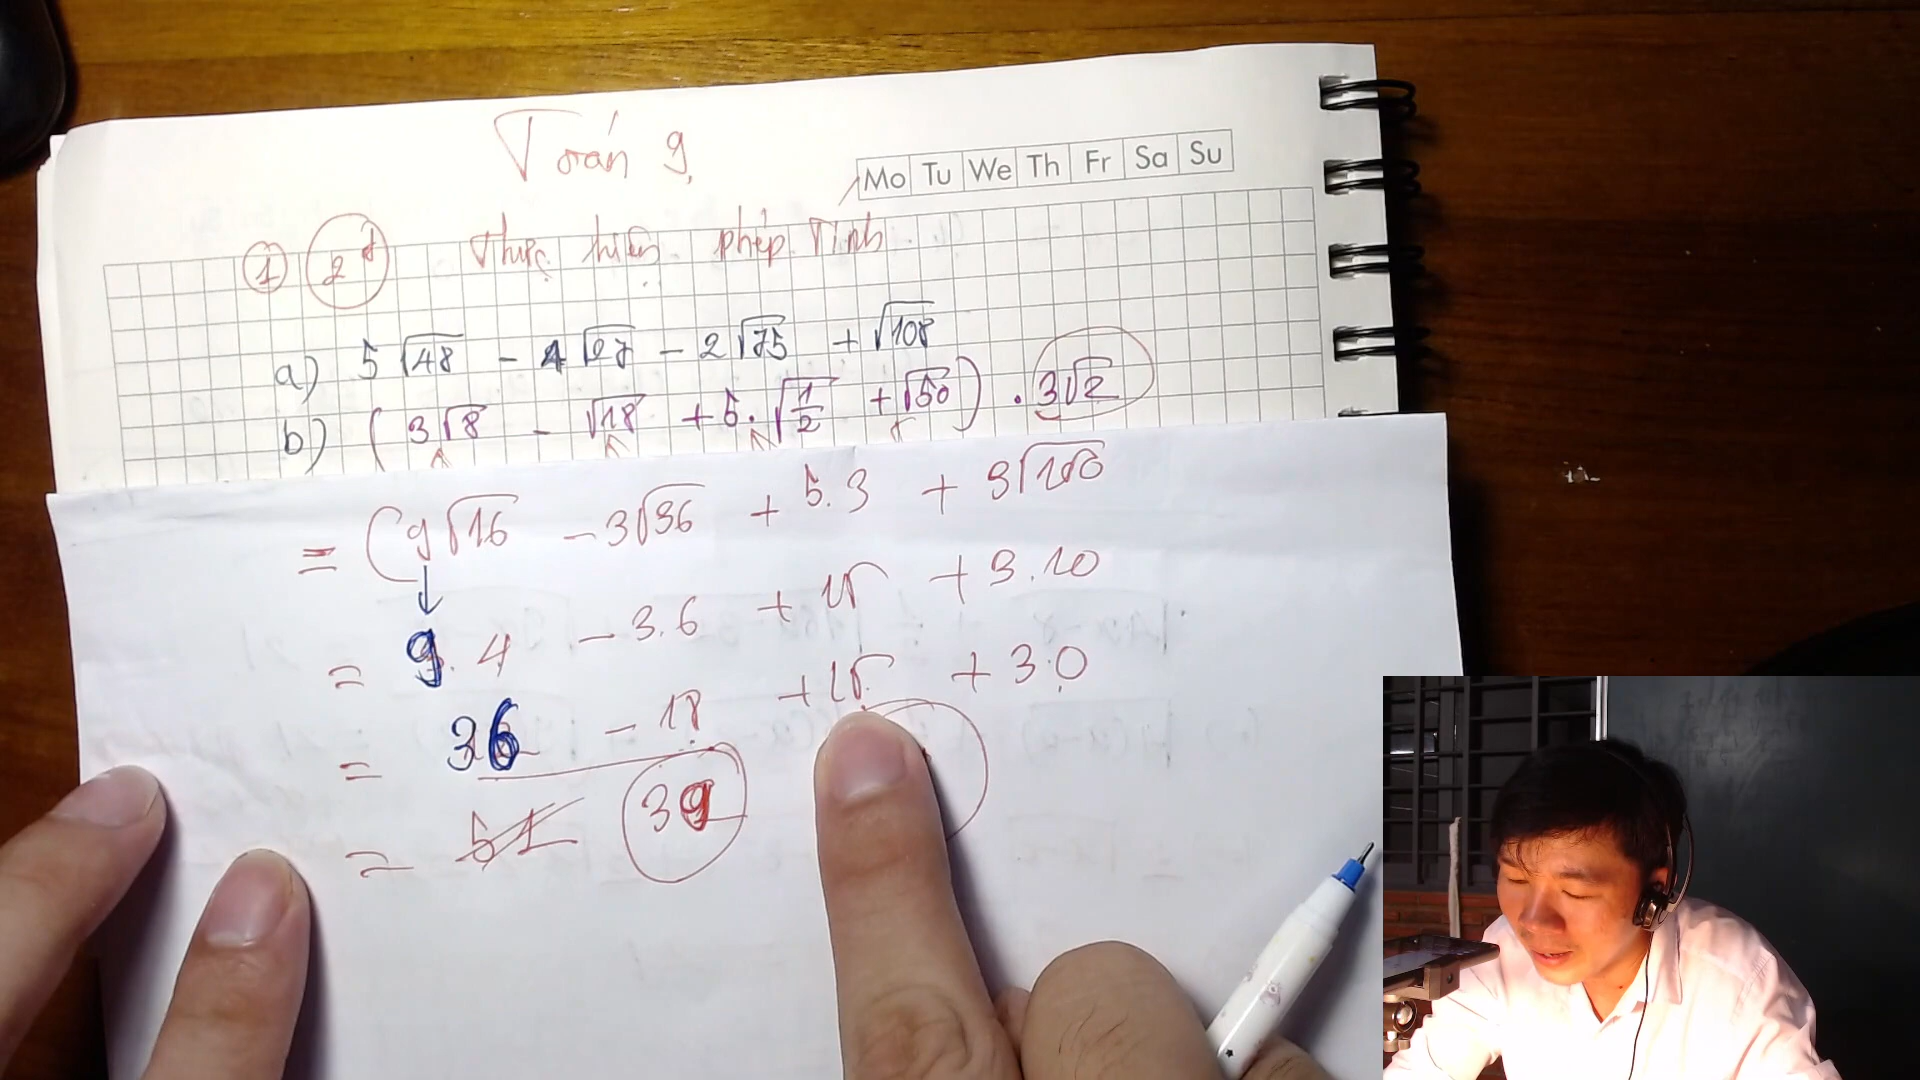 Toán 9
Mo Tu We Th Fr Sa Su
① 2đ Thực hiện phép Tính
a) 5√48 - 4√27 - 2√75 + √108
b) (3√8 - √18 + 5.√1/2 + √50) . 3√2
= (9√16 - 3√36 + 5.3 + 3√100
= 9.4 - 3.6 + 15 + 3.10
= 36 - 18 + 15 + 30
= 51 39